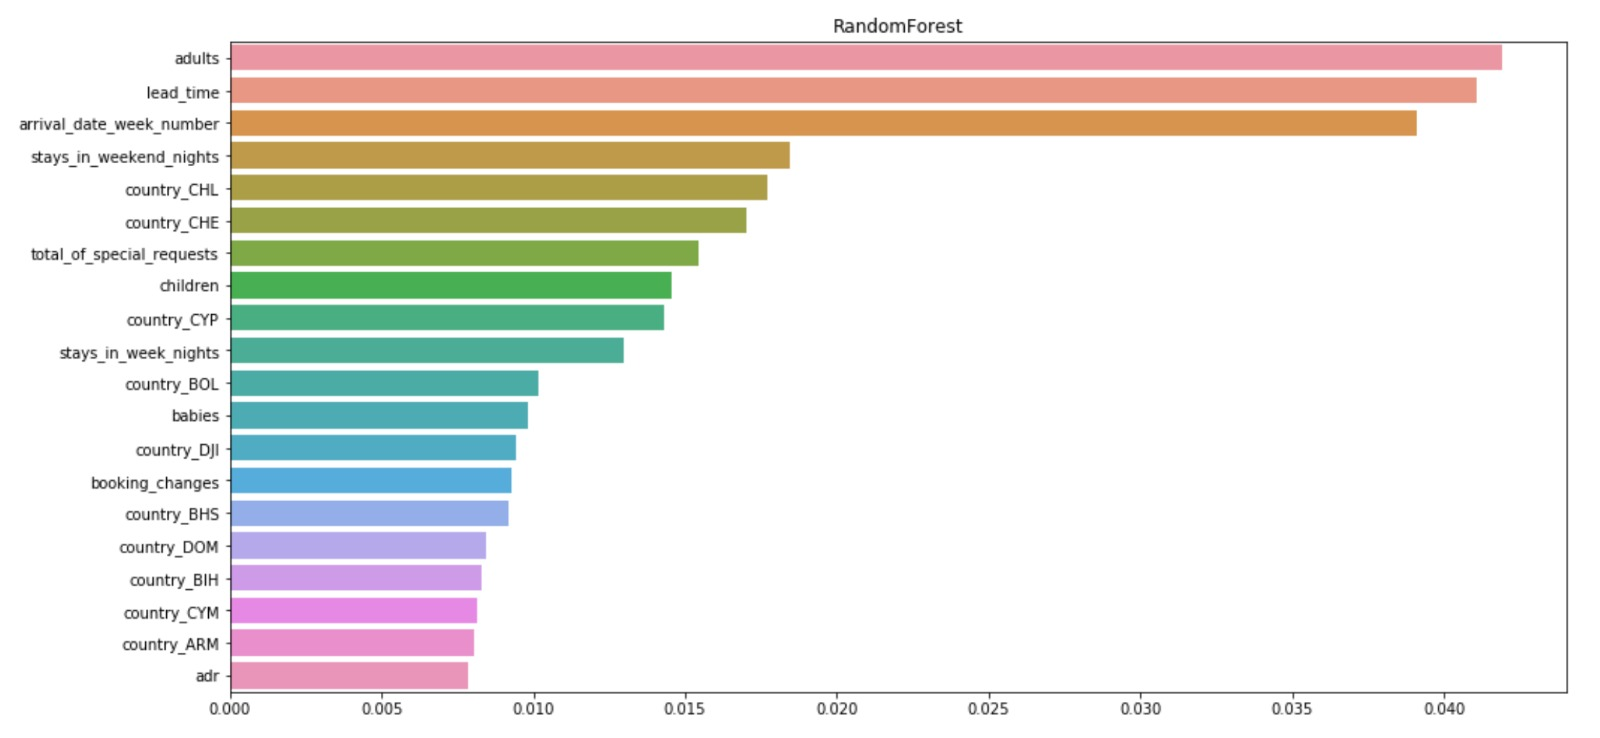 RandomForest
adults
lead_time
arrival_date_week_number
stays_in_weekend_nights
country_CHL
country_CHE
total_of_special_requests
children
country_CYP
stays_in_week_nights
country_BOL
babies
country_DJI
booking_changes
country_BHS
country_DOM
country_BIH
country_CYM
country_ARM
adr
0.000 0.005 0.010 0.015 0.020 0.025 0.030 0.035 0.040